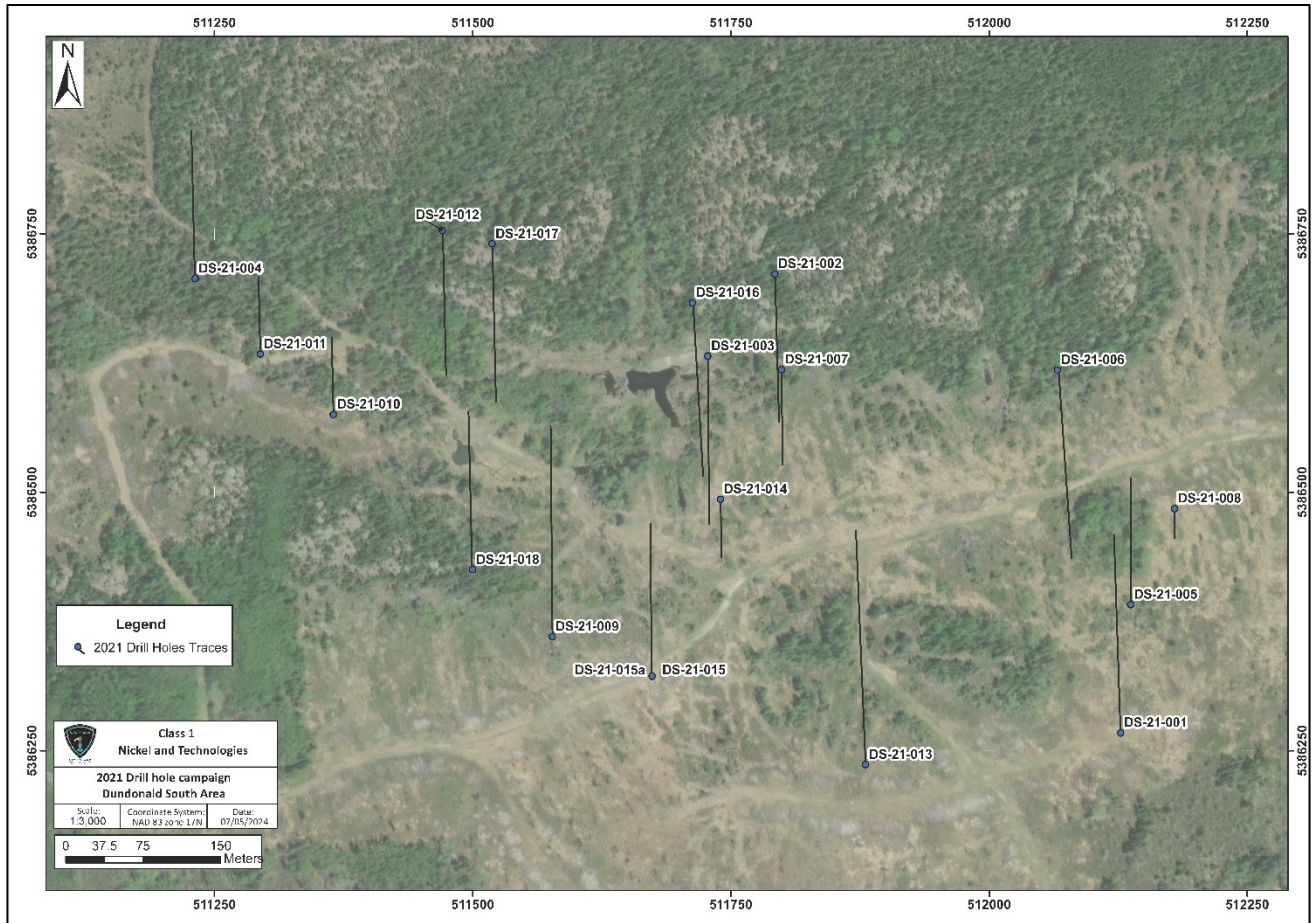 511250 511500 511750 512000 512250
N
5386750 5386750
DS-21-012
DS-21-017
DS-21-002
DS-21-004
DS-21-016
DS-21-003
DS-21-011
DS-21-007
DS-21-006
DS-21-010
5386500 5386500
DS-21-014
DS-21-008
DS-21-018
DS-21-005
Legend
2021 Drill Holes Traces
DS-21-009
DS-21-015a DS-21-015
DS-21-001
5386250 5386250
DS-21-013
Class 1
Nickel and Technologies
2021 Drill hole campaign
Dundonald South Area
Scale: Coordinate System: Date:
1:3,000 NAD 83 zone 17N 07/05/2024
0 37.5 75 150
Meters
511250 511500 511750 512000 512250